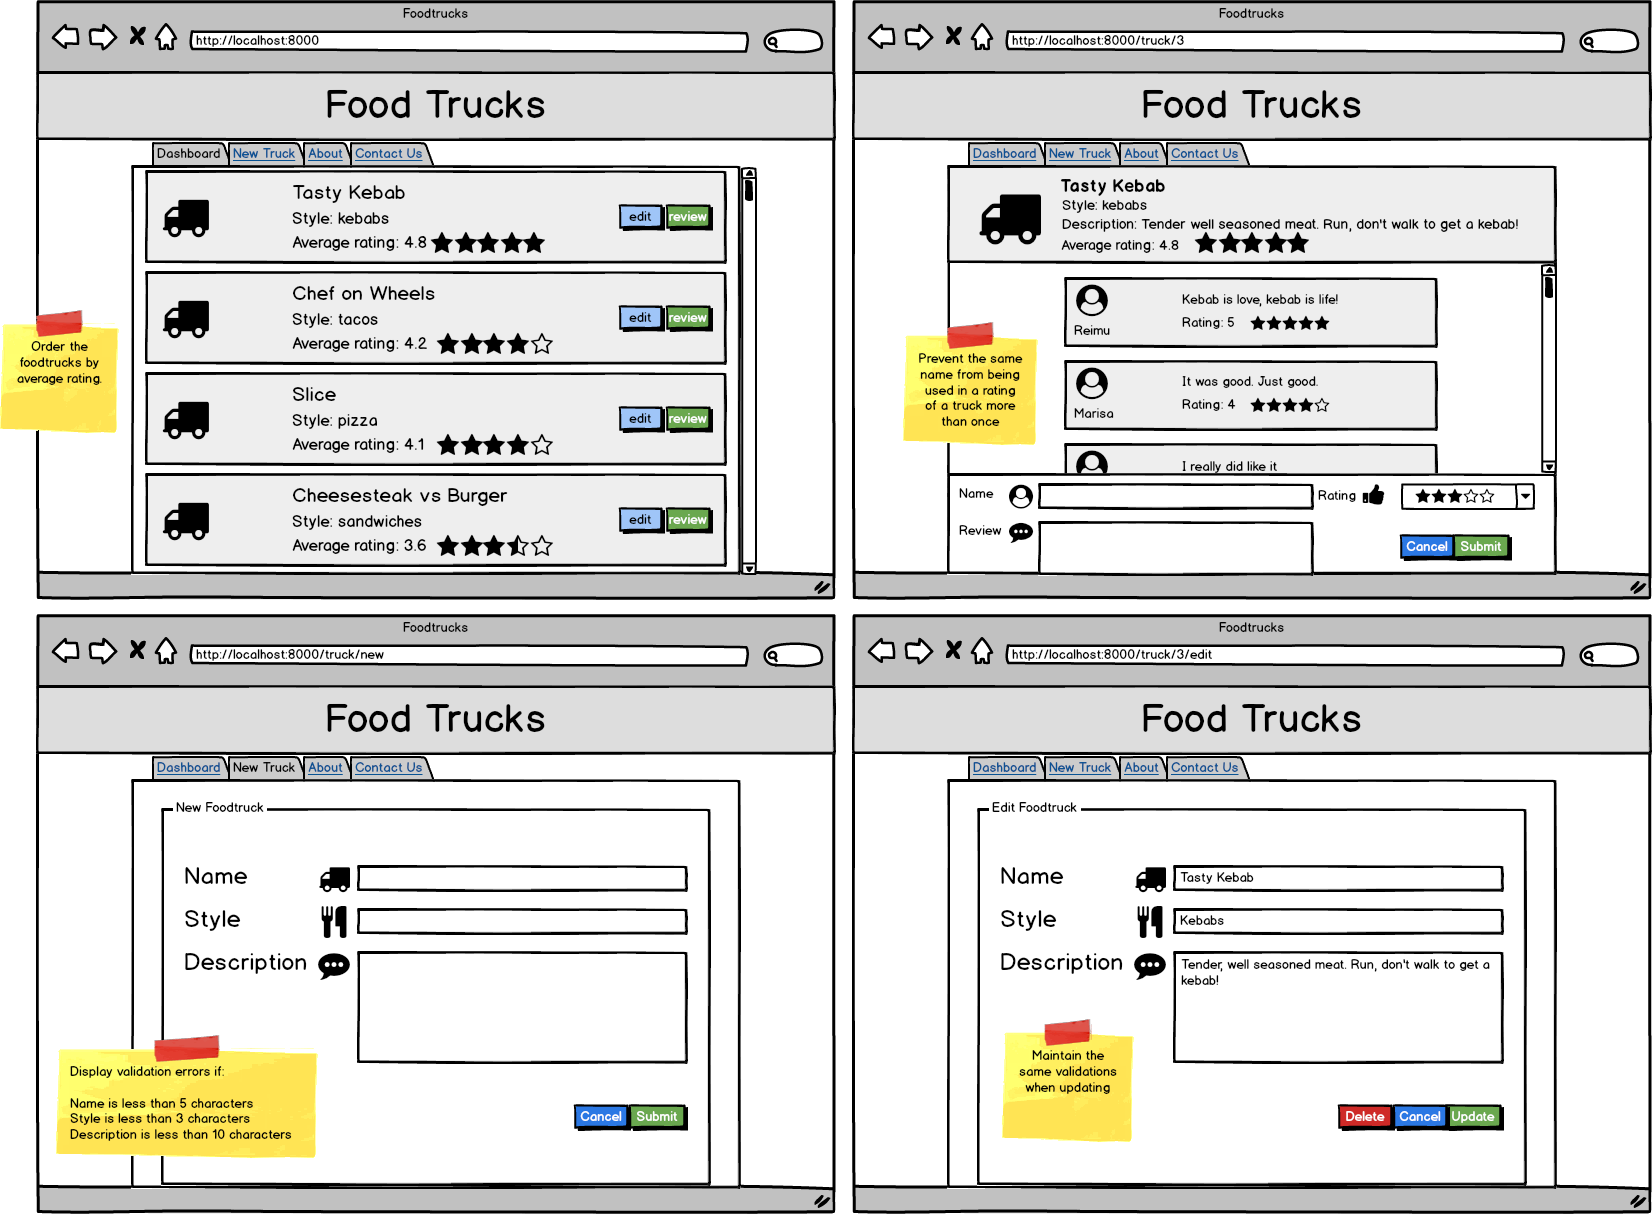 Foodtrucks
http://localhost:8000
Food Trucks
Dashboard New Truck About Contact Us
Tasty Kebab
Style: kebabs
Average rating: 4.8
edit review
Chef on Wheels
Style: tacos
Average rating: 4.2
edit review
Slice
Style: pizza
Average rating: 4.1
edit review
Cheesesteak vs Burger
Style: sandwiches
Average rating: 3.6
edit review
Order the
foodtrucks by
average rating.
Foodtrucks
http://localhost:8000/truck/3
Food Trucks
Dashboard New Truck About Contact Us
Tasty Kebab
Style: kebabs
Description: Tender well seasoned meat. Run, don't walk to get a kebab!
Average rating: 4.8
Reimu
Kebab is love, kebab is life!
Rating: 5
Marisa
It was good. Just good.
Rating: 4
I really did like it
Prevent the same
name from being
used in a rating
of a truck more
than once
Name
Rating
Review
Cancel Submit
Foodtrucks
http://localhost:8000/truck/new
Food Trucks
Dashboard New Truck About Contact Us
New Foodtruck
Name
Style
Description
Display validation errors if:
Name is less than 5 characters
Style is less than 3 characters
Description is less than 10 characters
Cancel Submit
Foodtrucks
http://localhost:8000/truck/3/edit
Food Trucks
Dashboard New Truck About Contact Us
Edit Foodtruck
Name
Tasty Kebab
Style
Kebabs
Description
Tender, well seasoned meat. Run, don't walk to get a
kebab!
Maintain the
same validations
when updating
Delete Cancel Update